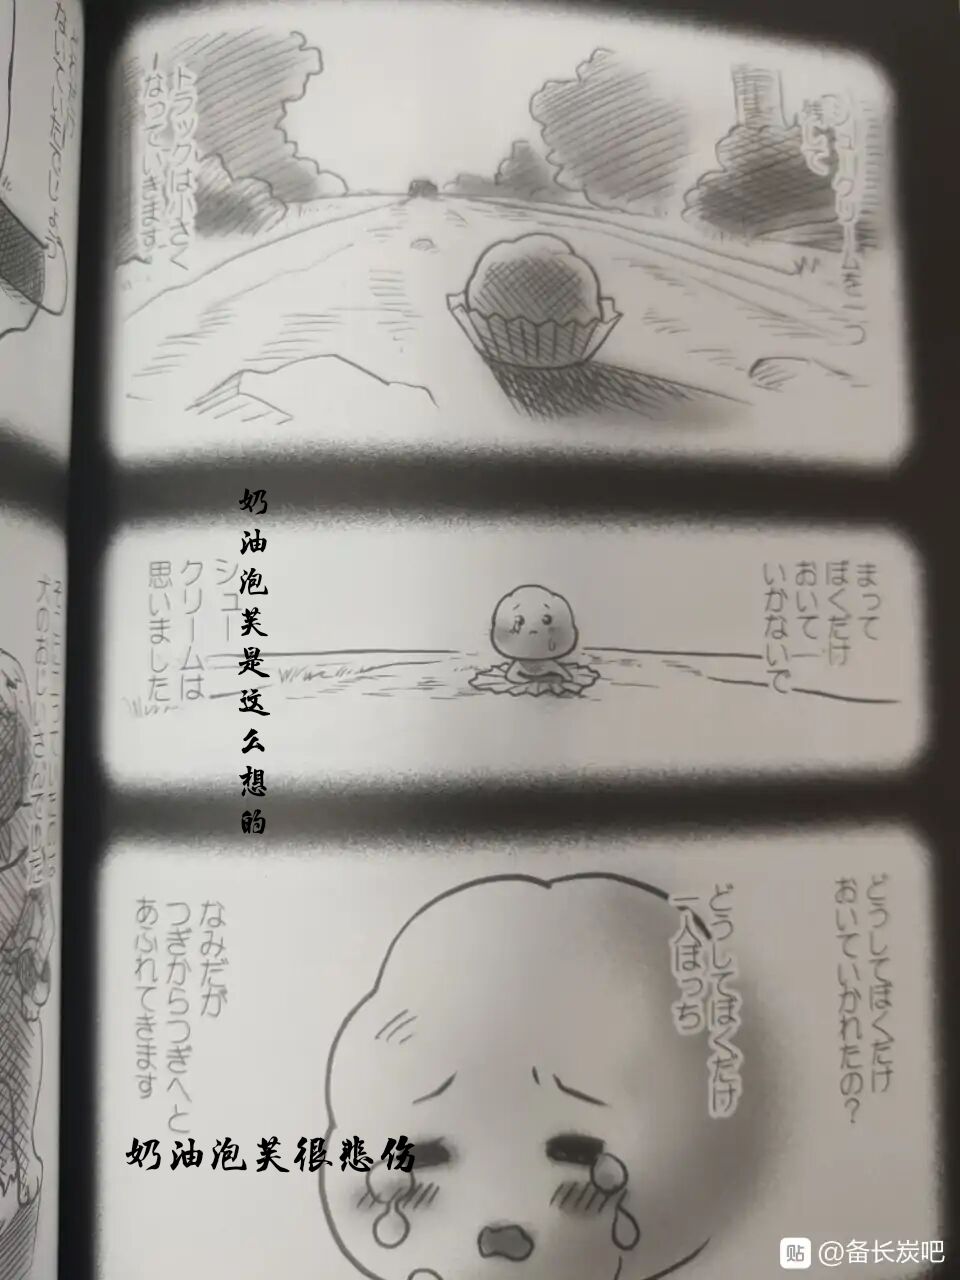 シュークリームを一つ
残して
トラックは小さく
なっていきます
まって
ぼくだけ
おいて
いかないで
シュー
クリームは
思いました
奶油泡芙是这么想的
どうしてぼくだけ
おいていかれたの?
どうしてぼくだけ
一人ぼっち
なみだが
つぎからつぎへと
あふれてきます
奶油泡芙很悲伤
貼 @备长炭吧